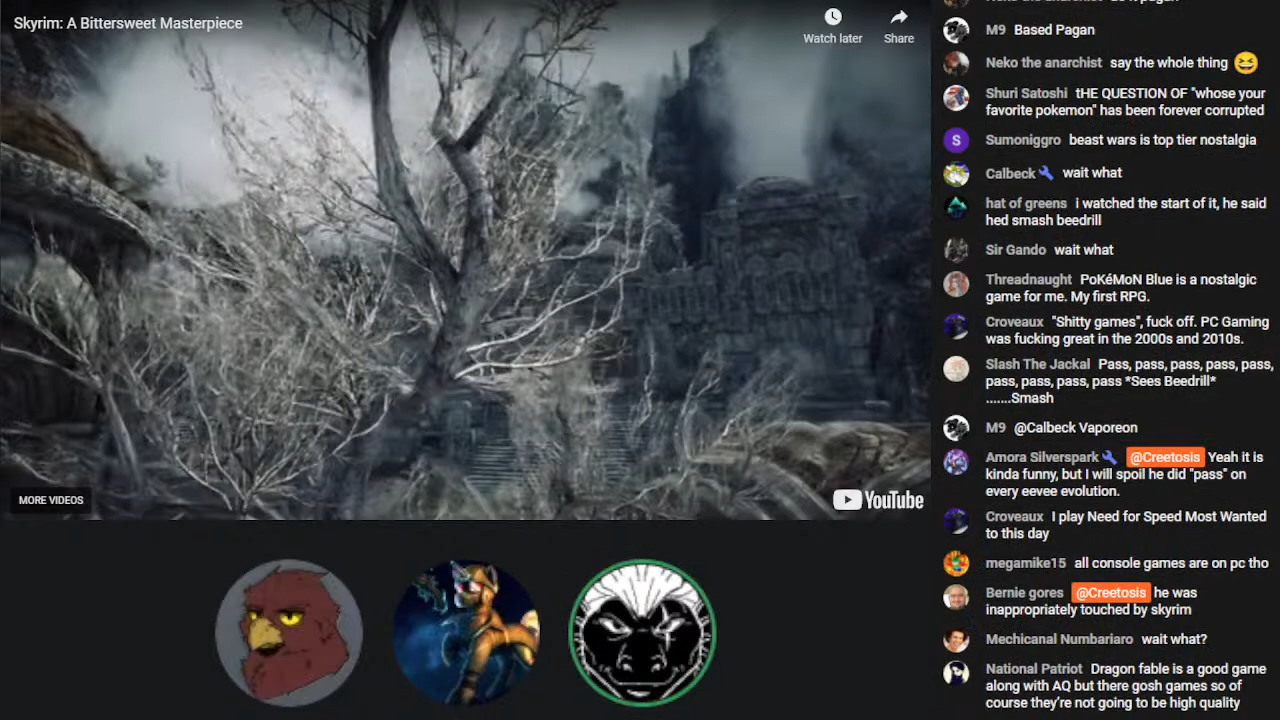 Skyrim: A Bittersweet Masterpiece
Watch later
Share
MORE VIDEOS
YouTube
M9 Based Pagan
Neko the anarchist say the whole thing
Shuri Satoshi tHE QUESTION OF "whose your
favorite pokemon" has been forever corrupted
S
Sumoniggro beast wars is top tier nostalgia
Calbeck wait what
hat of greens i watched the start of it, he said
hed smash beedrill
Sir Gando wait what
Threadnaught PoKéMoN Blue is a nostalgic
game for me. My first RPG.
Croveaux "Shitty games", fuck off. PC Gaming
was fucking great in the 2000s and 2010s.
Slash The Jackal Pass, pass, pass, pass, pass,
pass, pass, pass, pass *Sees Beedrill*
.......Smash
M9 @Calbeck Vaporeon
Amora Silverspark @Creetosis Yeah it is
kinda funny, but I will spoil he did "pass" on
every eevee evolution.
Croveaux I play Need for Speed Most Wanted
to this day
megamike15 all console games are on pc tho
Bernie gores @Creetosis he was
inappropriately touched by skyrim
Mechicanal Numbariaro wait what?
National Patriot Dragon fable is a good game
along with AQ but there gosh games so of
course they're not going to be high quality